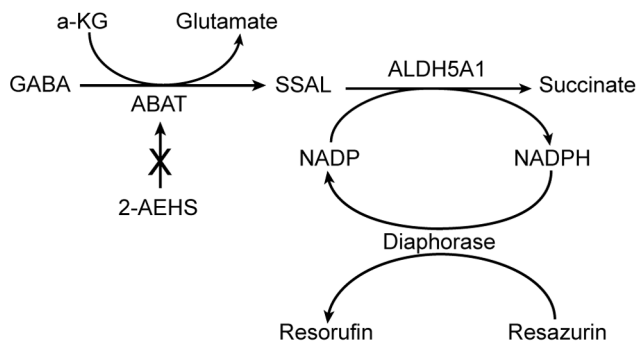 a-KG
Glutamate
GABA
ABAT
SSAL
ALDH5A1
Succinate
2-AEHS
NADP
NADPH
Diaphorase
Resorufin
Resazurin